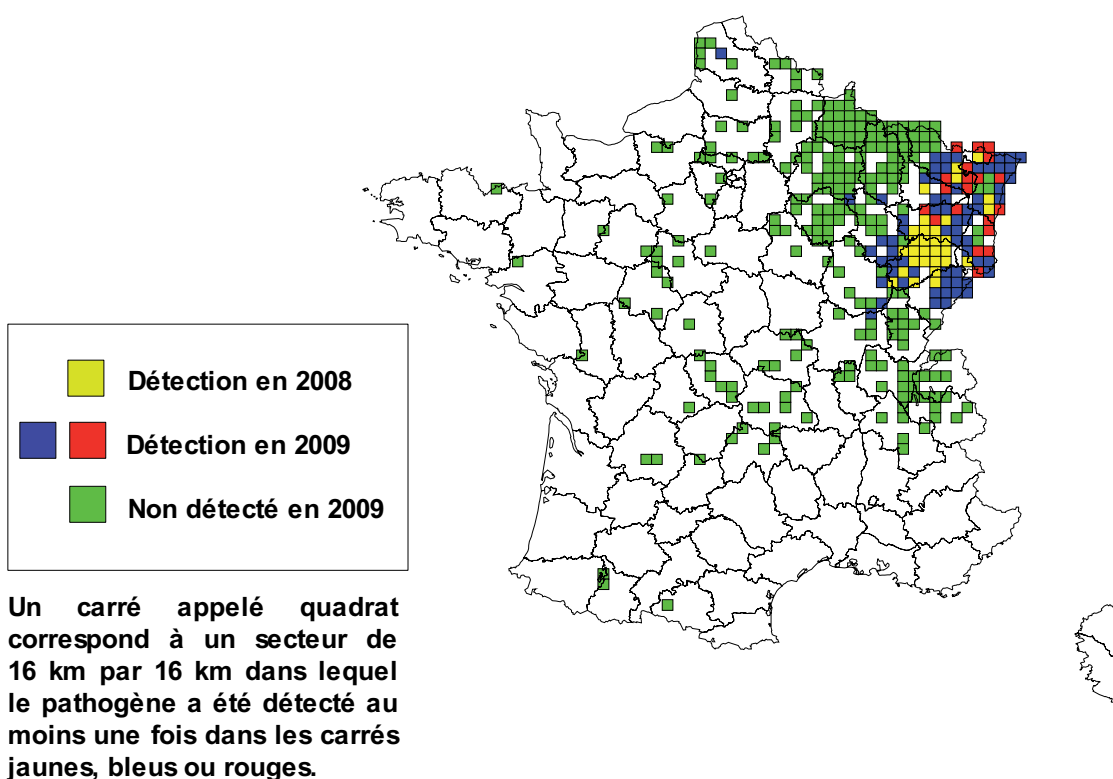 Détection en 2008
Détection en 2009
Non détecté en 2009
Un carré appelé quadrat
correspond à un secteur de
16 km par 16 km dans lequel
le pathogène a été détecté au
moins une fois dans les carrés
jaunes, bleus ou rouges.